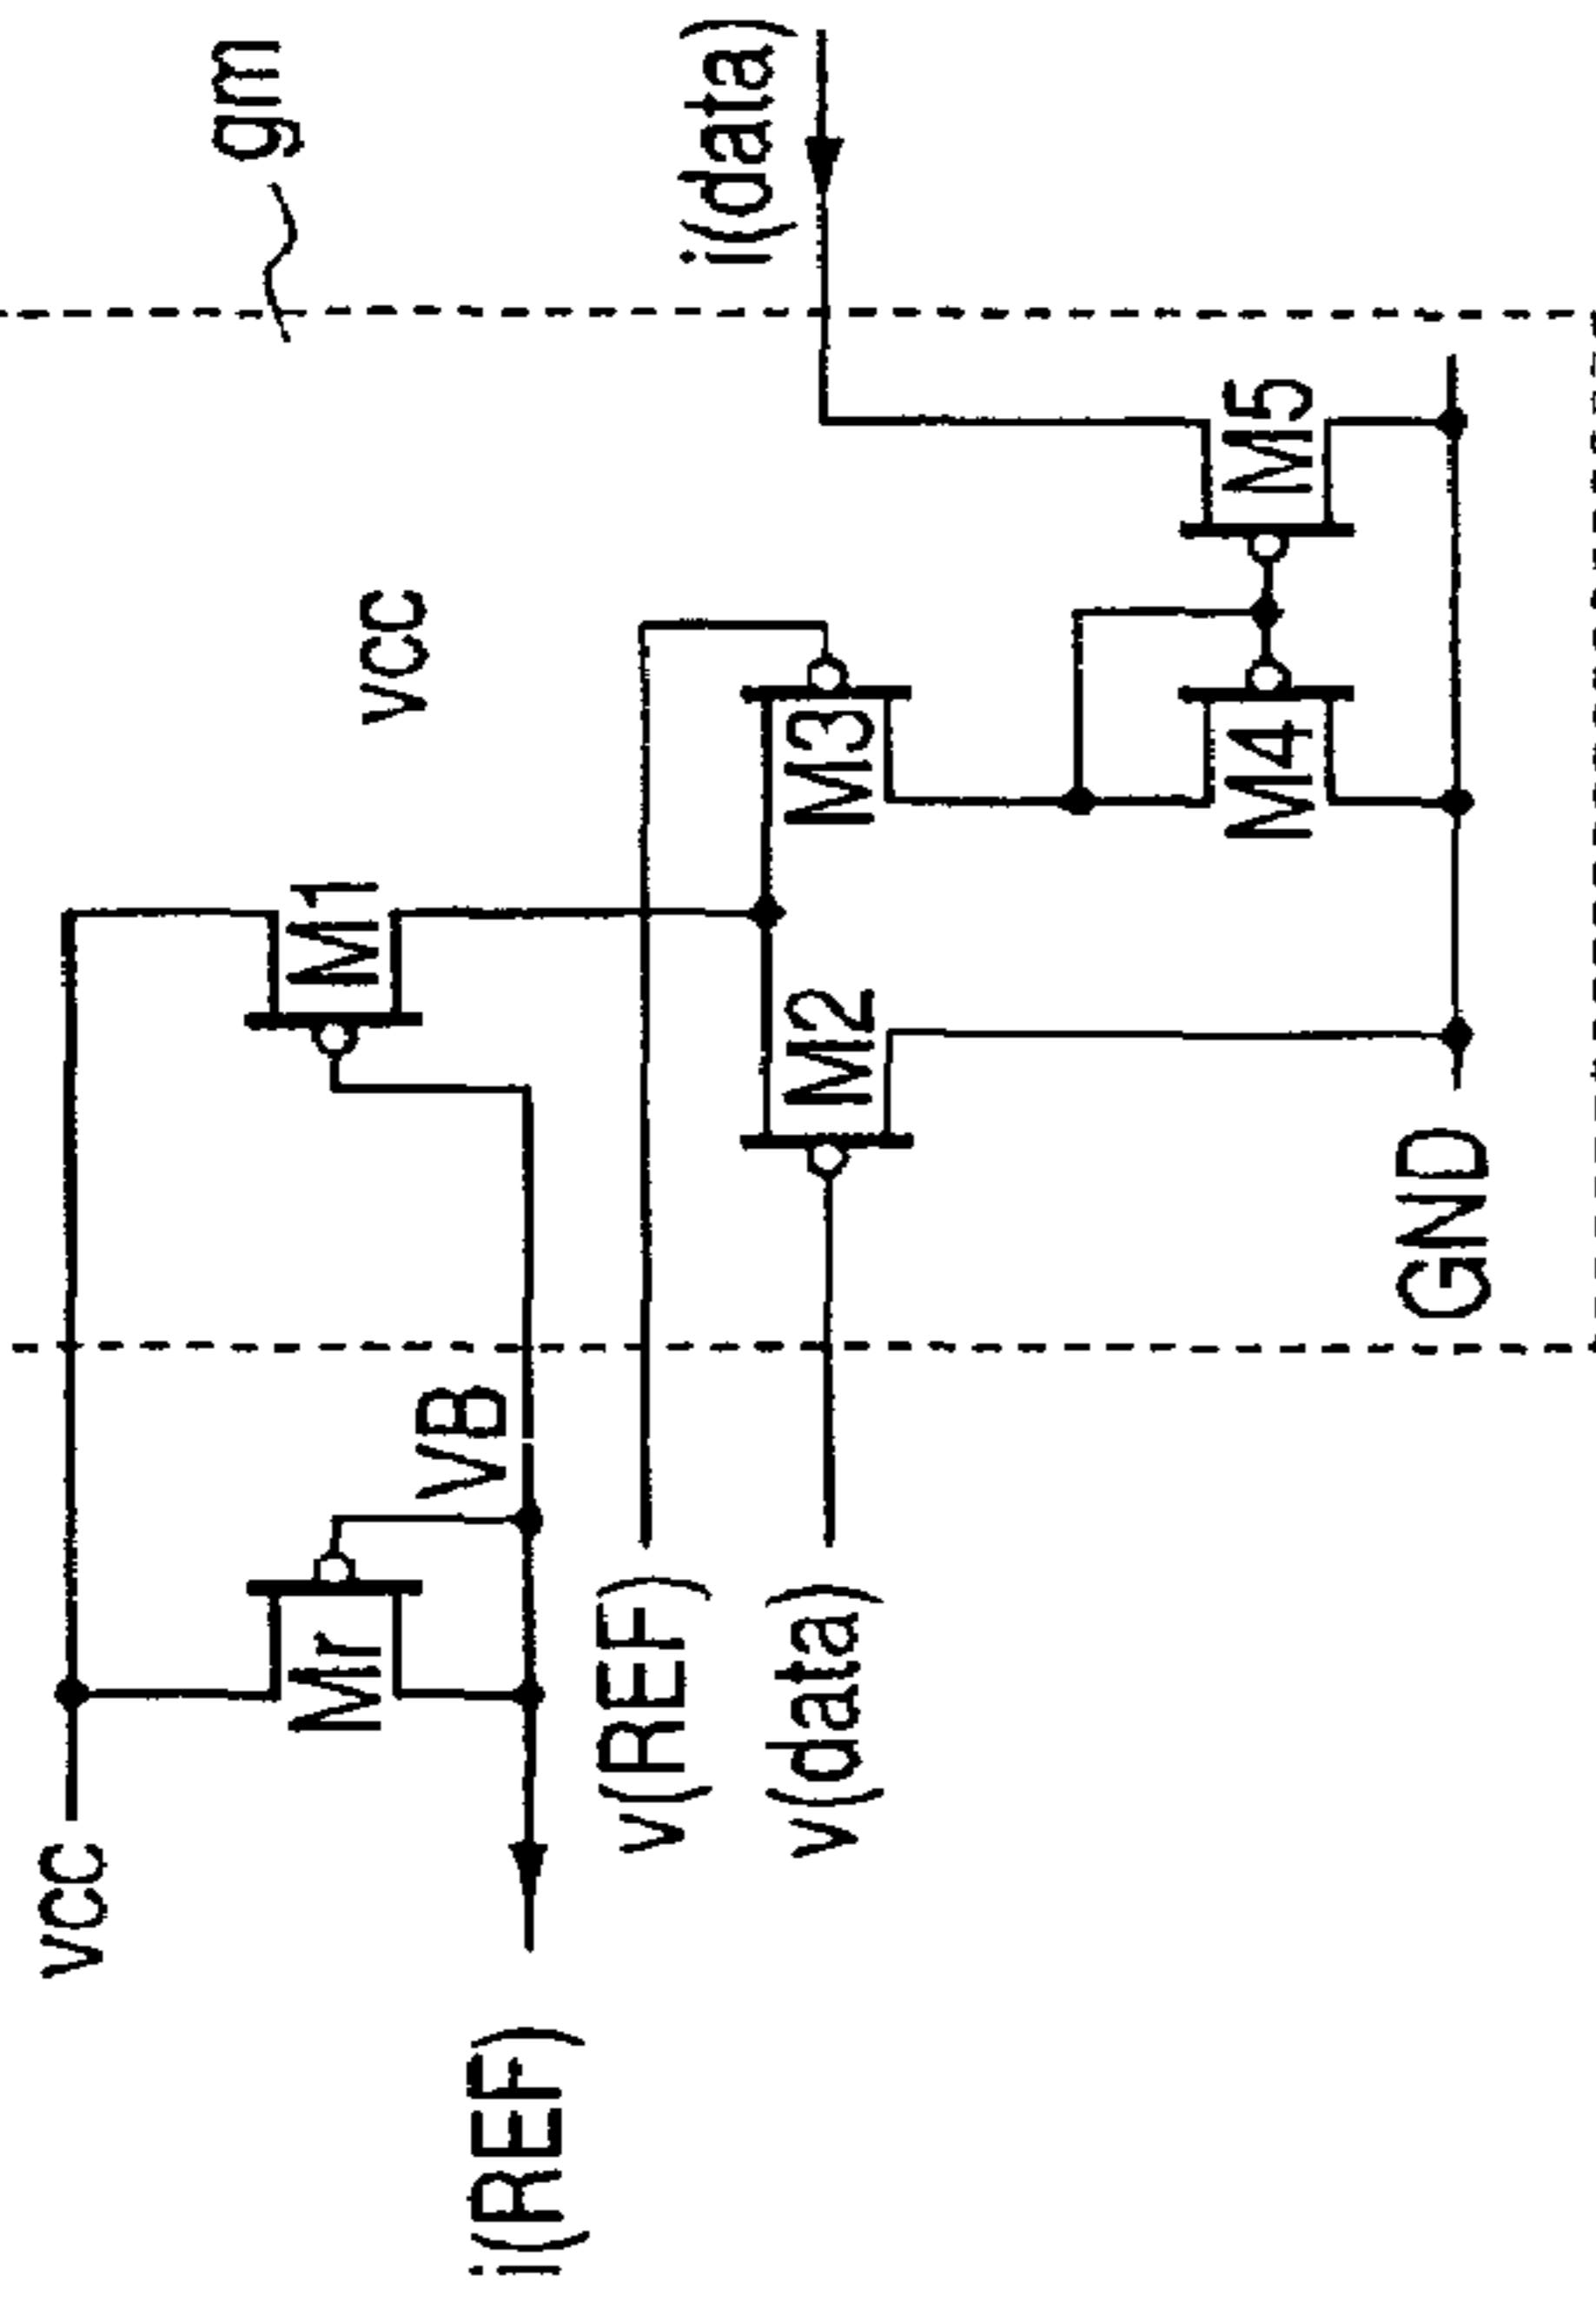 gm
vcc
vcc
M1
Mr
VB
i(REF)
v(REF)
i(data)
v(data)
M2
M3
M4
M5
GND